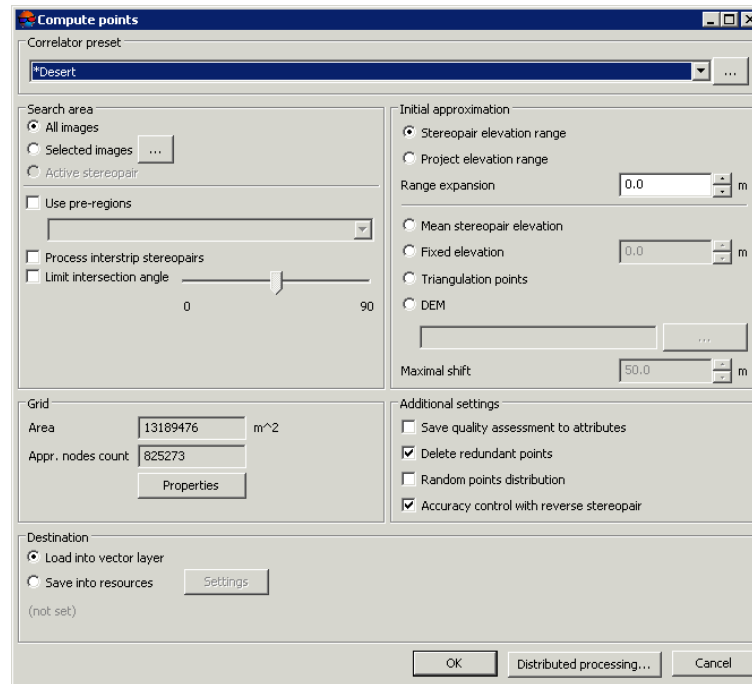 Compute points
Correlator preset
*Desert
...
Search area
All images
Selected images ...
Active stereopair
Use pre-regions
Process interstrip stereopairs
Limit intersection angle
0 90
Initial approximation
Stereopair elevation range
Project elevation range
Range expansion 0.0 m
Mean stereopair elevation
Fixed elevation 0.0 m
Triangulation points
DEM
...
Maximal shift 50.0 m
Grid
Area 13189476 m^2
Appr. nodes count 825273
Properties
Additional settings
Save quality assessment to attributes
Delete redundant points
Random points distribution
Accuracy control with reverse stereopair
Destination
Load into vector layer
Save into resources Settings
(not set)
OK Distributed processing... Cancel